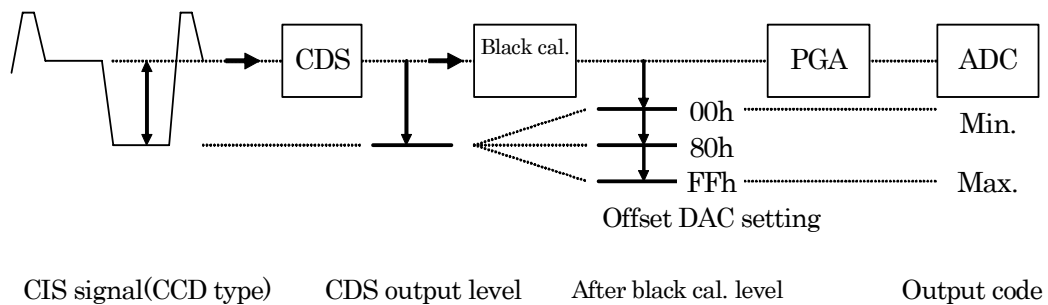 CDS
Black cal.
PGA
ADC
00h
Min.
80h
FFh
Max.
Offset DAC setting
CIS signal(CCD type)
CDS output level
After black cal. level
Output code